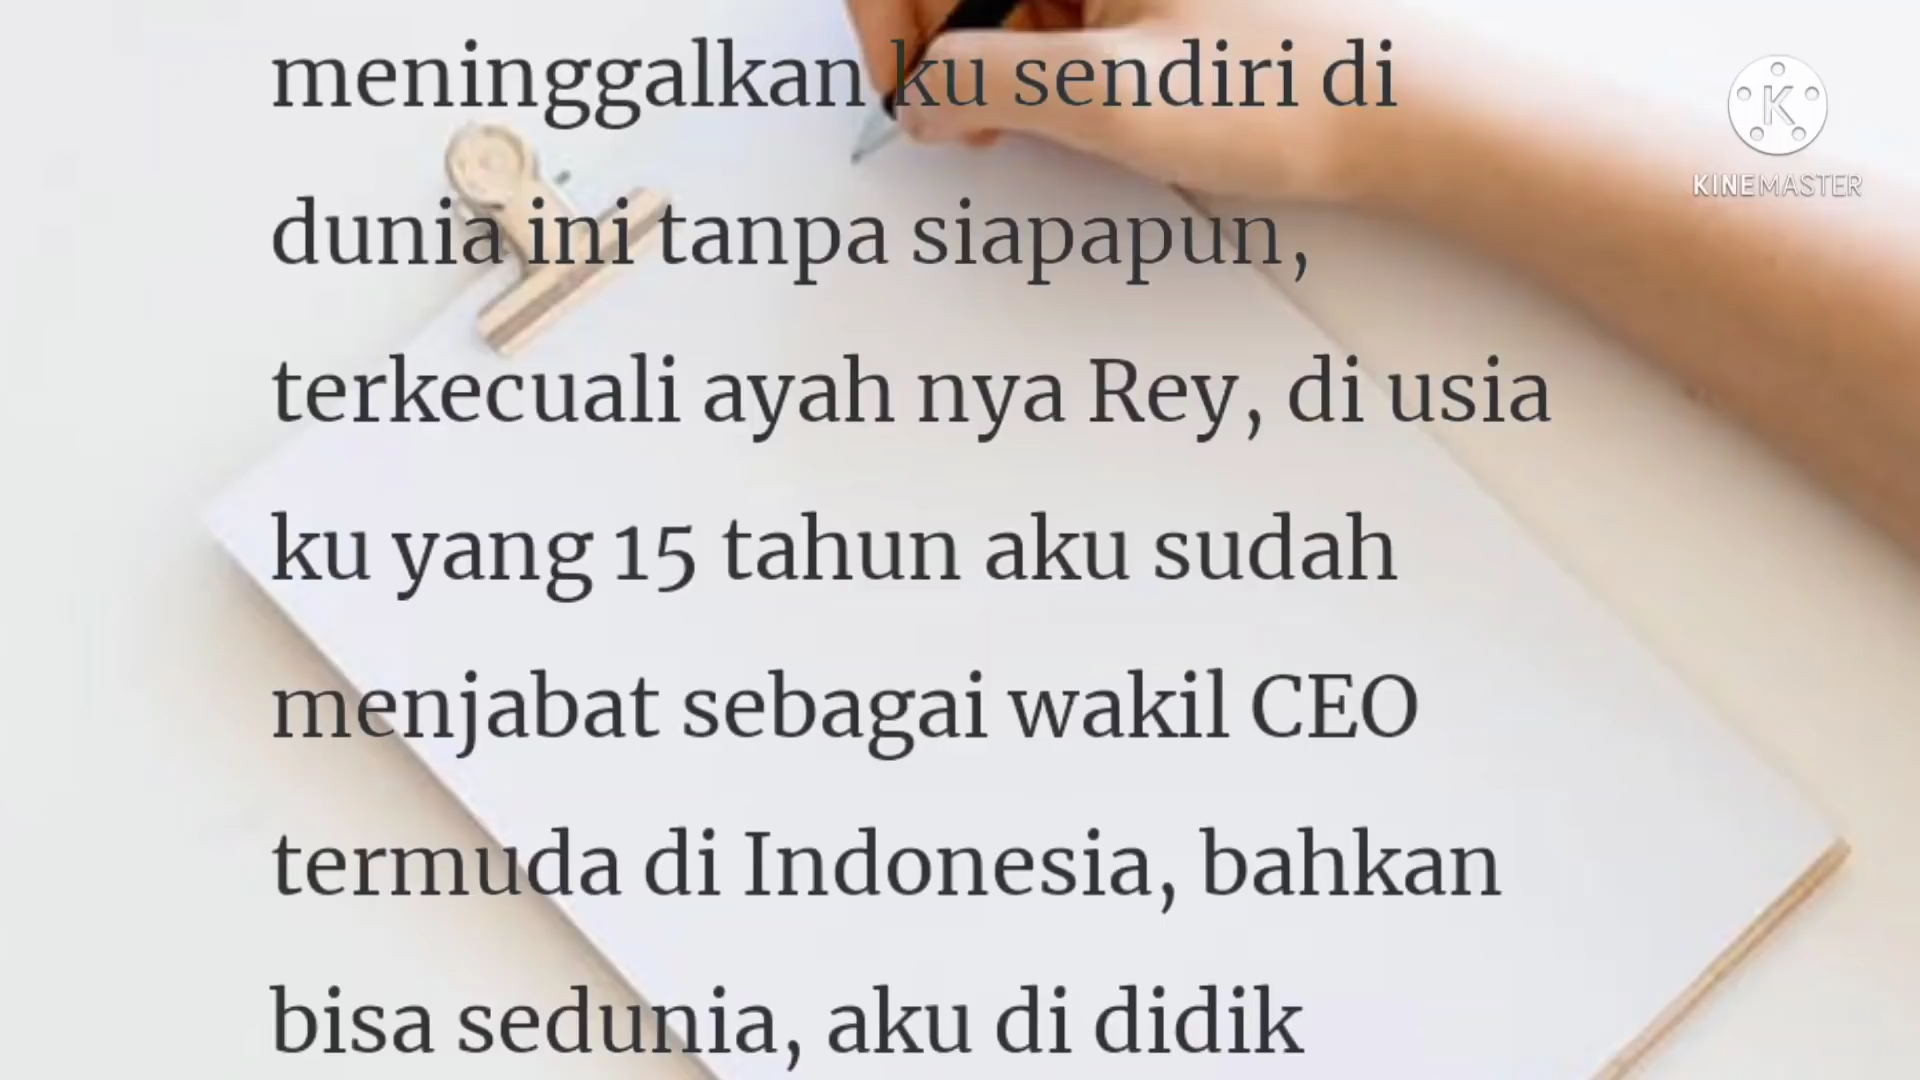 meninggalkan ku sendiri di
dunia ini tanpa siapapun,
terkecuali ayah nya Rey, di usia
ku yang 15 tahun aku sudah
menjabat sebagai wakil CEO
termuda di Indonesia, bahkan
bisa sedunia, aku di didik
K
KINEMASTER